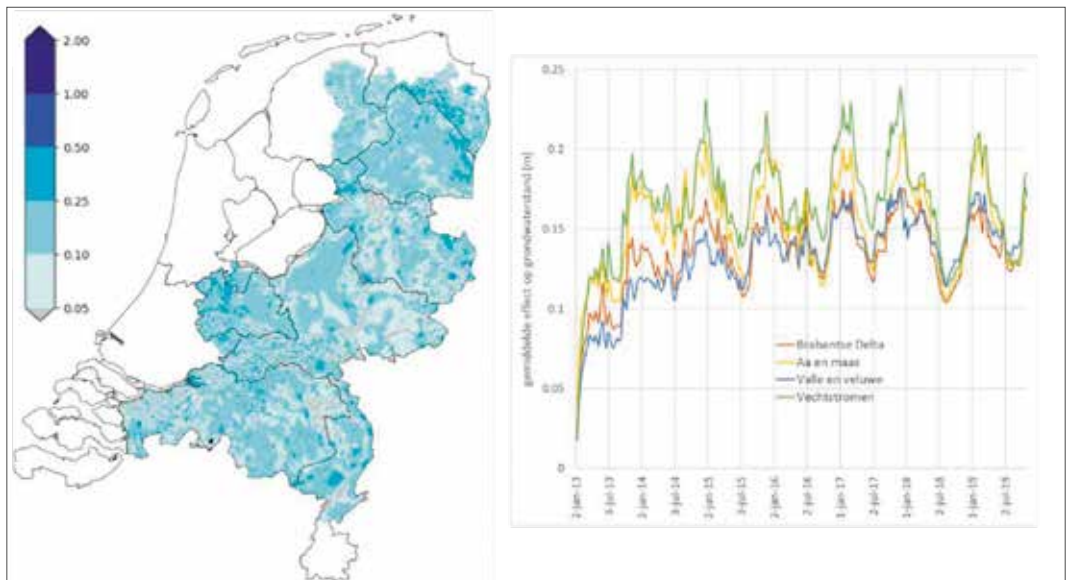 2.00
1.00
0.50
0.25
0.10
0.05
gemiddelde effect op grondwaterstand [m]
0.25
0.2
0.15
0.1
0.05
0
Brabantse Delta
Aa en maas
Valle en veluwe
Vechtstromen
2-jan-13
3-jul-13
2-jan-14
3-jul-14
2-jan-15
3-jul-15
2-jan-16
2-jul-16
1-jan-17
2-jul-17
1-jan-18
2-jul-18
1-jan-19
2-jul-19